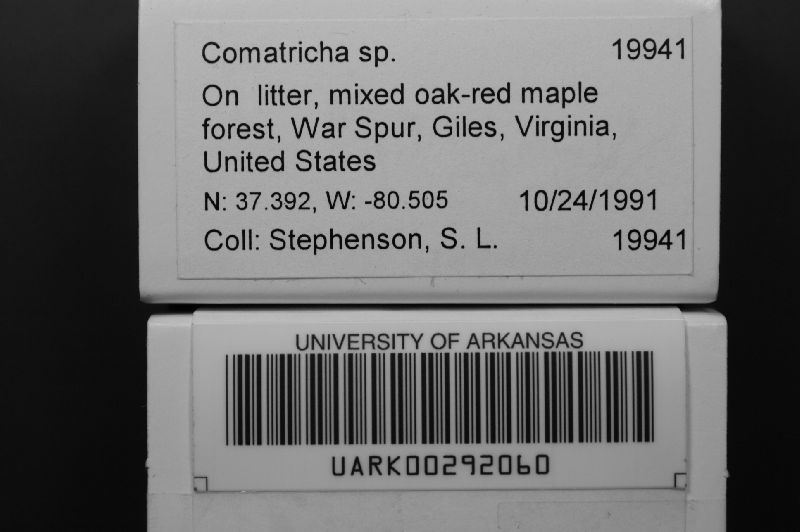 Comatricha sp. 19941
On litter, mixed oak-red maple
forest, War Spur, Giles, Virginia,
United States
N: 37.392, W: -80.505 10/24/1991
Coll: Stephenson, S. L. 19941
UNIVERSITY OF ARKANSAS
UARK00292060